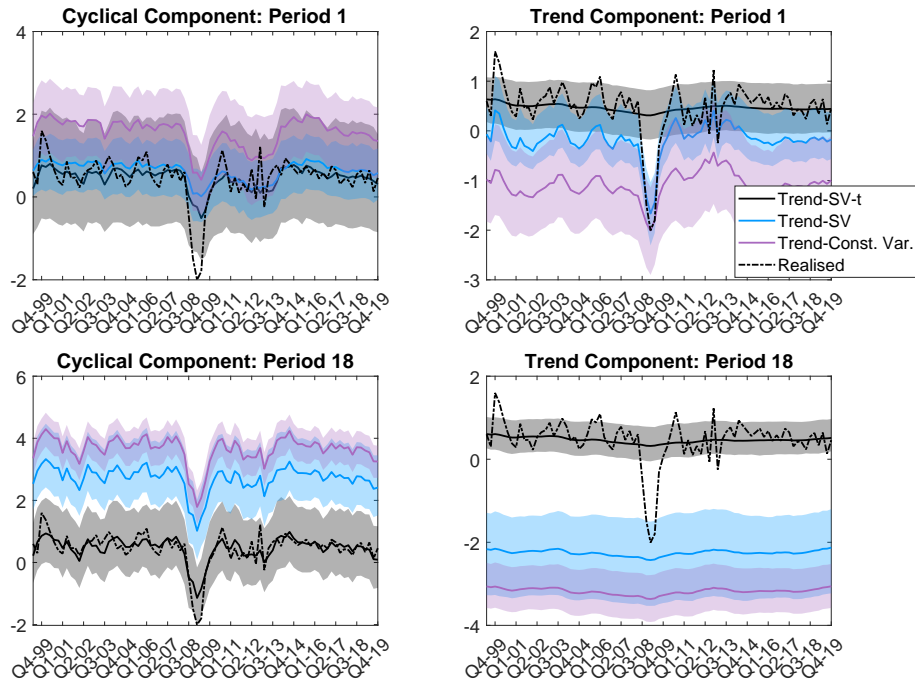 Cyclical Component: Period 1
4
2
0
-2
Q4-99 Q1-01 Q2-02 Q3-03 Q4-04 Q1-06 Q2-07 Q3-08 Q4-09 Q1-11 Q2-12 Q3-13 Q4-14 Q1-16 Q2-17 Q3-18 Q4-19
Trend Component: Period 1
2
1
0
-1
-2
-3
Q4-99 Q1-01 Q2-02 Q3-03 Q4-04 Q1-06 Q2-07 Q3-08 Q4-09 Q1-11 Q2-12 Q3-13 Q4-14 Q1-16 Q2-17 Q3-18 Q4-19
Trend-SV-t
Trend-SV
Trend-Const. Var.
Realised
Cyclical Component: Period 18
6
4
2
0
-2
Q4-99 Q1-01 Q2-02 Q3-03 Q4-04 Q1-06 Q2-07 Q3-08 Q4-09 Q1-11 Q2-12 Q3-13 Q4-14 Q1-16 Q2-17 Q3-18 Q4-19
Trend Component: Period 18
2
0
-2
-4
Q4-99 Q1-01 Q2-02 Q3-03 Q4-04 Q1-06 Q2-07 Q3-08 Q4-09 Q1-11 Q2-12 Q3-13 Q4-14 Q1-16 Q2-17 Q3-18 Q4-19